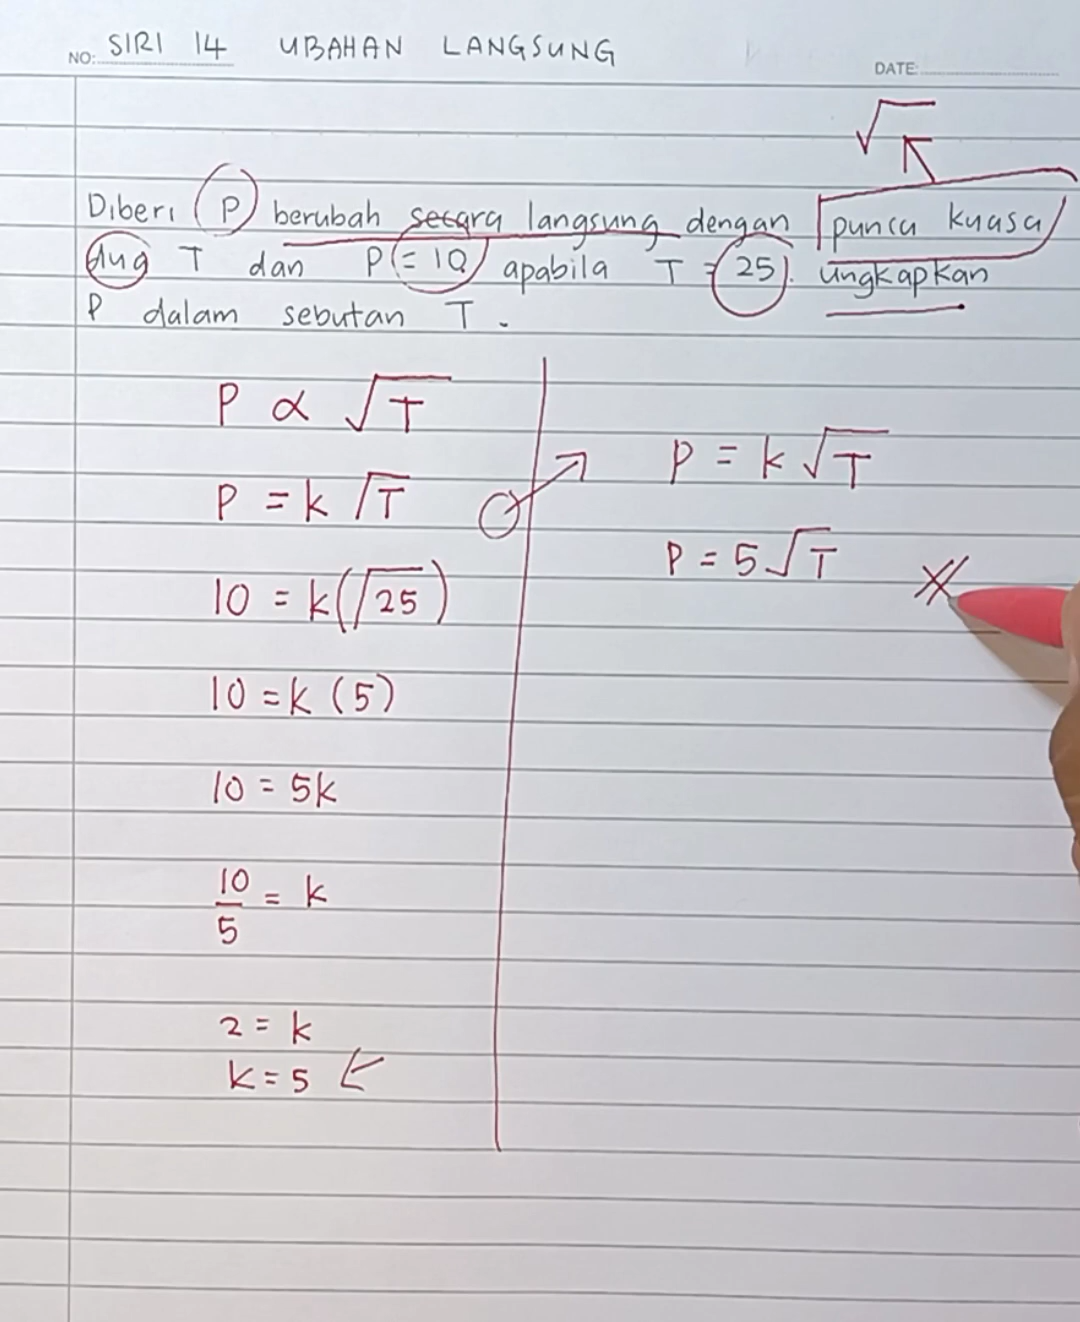 NO: SIRI 14 UBAHAN LANGSUNG
DATE:
√
Diberi P berubah secara langsung dengan punca kuasa
dua T dan P = 10 apabila T = 25. ungkapkan
P dalam sebutan T.
P ∝ √T
P = k √T
10 = k(√25)
10 = k (5)
10 = 5k
10/5 = k
2 = k
k = 5
P = k√T
P = 5√T